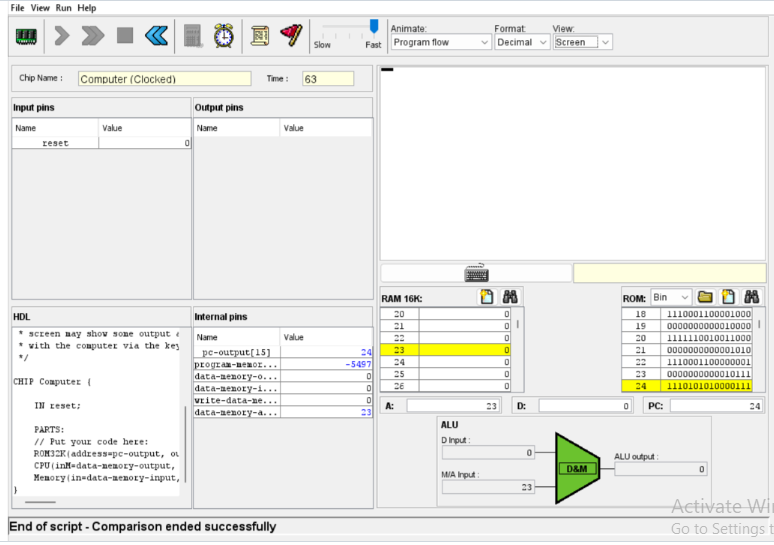 File View Run Help
Animate: Format: View:
Slow Fast Program flow Decimal Screen
Chip Name : Computer (Clocked) Time : 63
Input pins
Name Value
reset 0
Output pins
Name Value
HDL
* screen may show some output a
* with the computer via the key
*/
CHIP Computer {
IN reset;
PARTS:
// Put your code here:
ROM32K(address=pc-output, ou
CPU(inM=data-memory-output,
Memory(in=data-memory-input,
}
Internal pins
Name Value
pc-output[15] 24
program-memor... -5497
data-memory-o... 0
data-memory-i... 0
write-data-me... 0
data-memory-a... 23
RAM 16K:
20 0
21 0
22 0
23 0
24 0
25 0
26 0
ROM: Bin
18 1110001100001000
19 0000000000010000
20 1111110010011000
21 0000000000001010
22 1110001100000001
23 0000000000010111
24 1110101010000111
A: 23 D: 0 PC: 24
ALU
D Input :
0
M/A Input :
23
D&M
ALU output :
0
End of script - Comparison ended successfully
Activate Wi
Go to Settings t